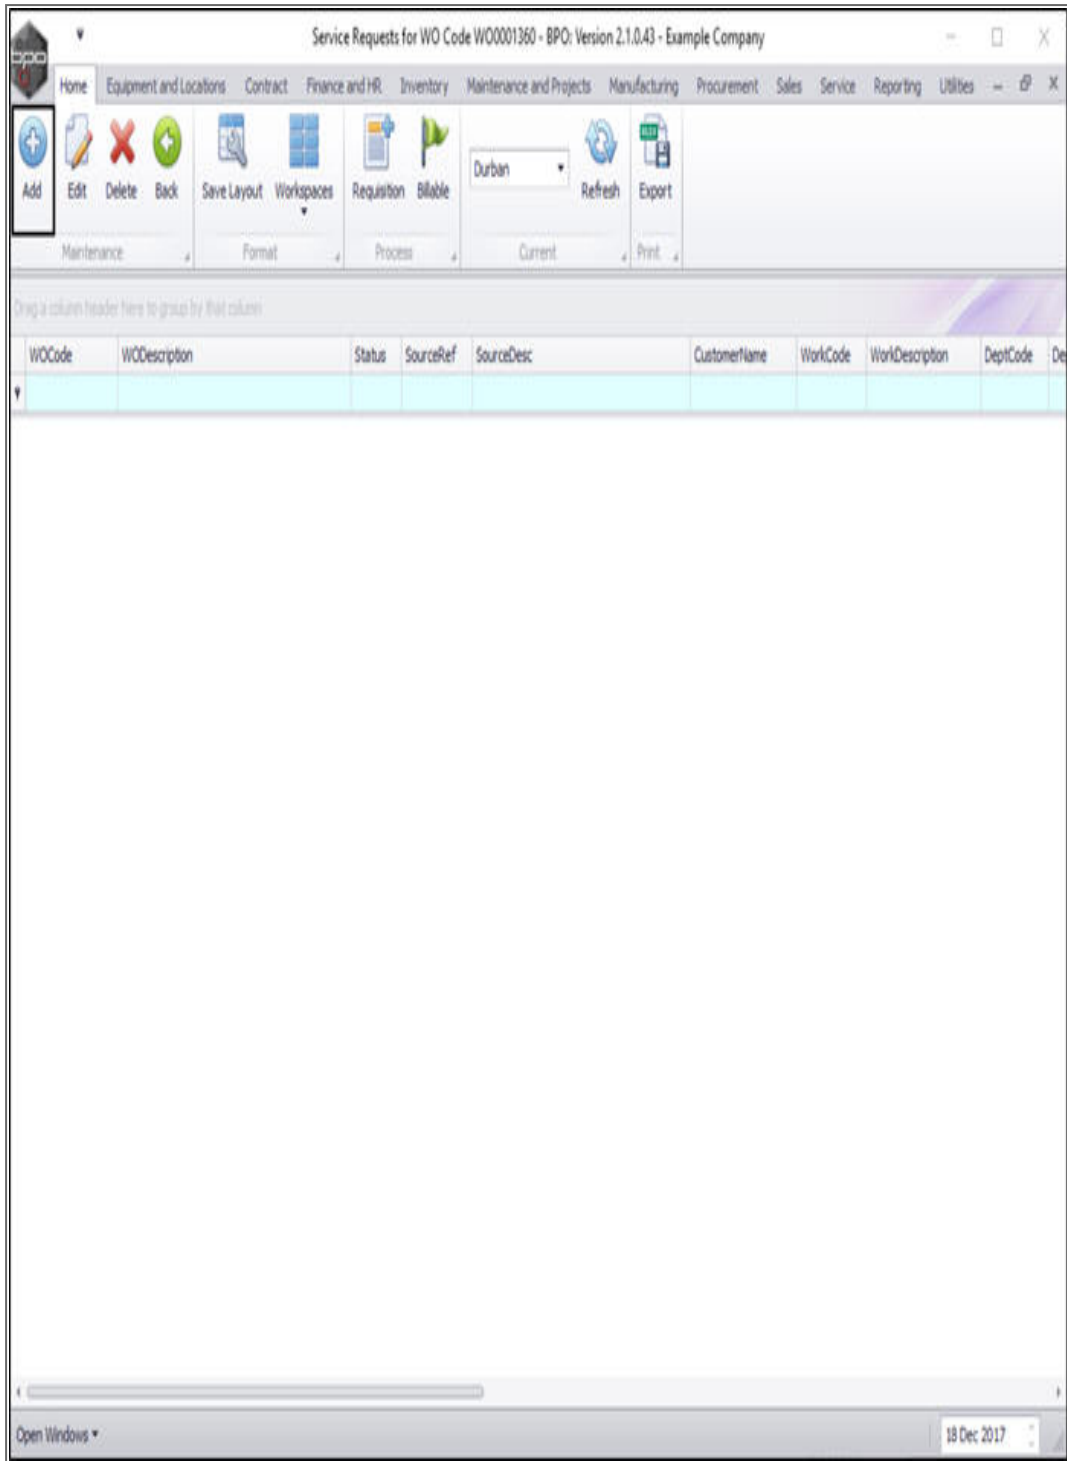 Service Requests for WO Code WO0001360 - BPO: Version 2.1.0.43 - Example Company
bpo
Home Equipment and Locations Contract Finance and HR Inventory Maintenance and Projects Manufacturing Procurement Sales Service Reporting Utilities
Add Edit Delete Back Save Layout Workspaces Requisition Billable Durban Refresh Export
Maintenance Format Process Current Print
Drag a column header here to group by that column
WOCode WODescription Status SourceRef SourceDesc CustomerName WorkCode WorkDescription DeptCode De
Open Windows 18 Dec 2017